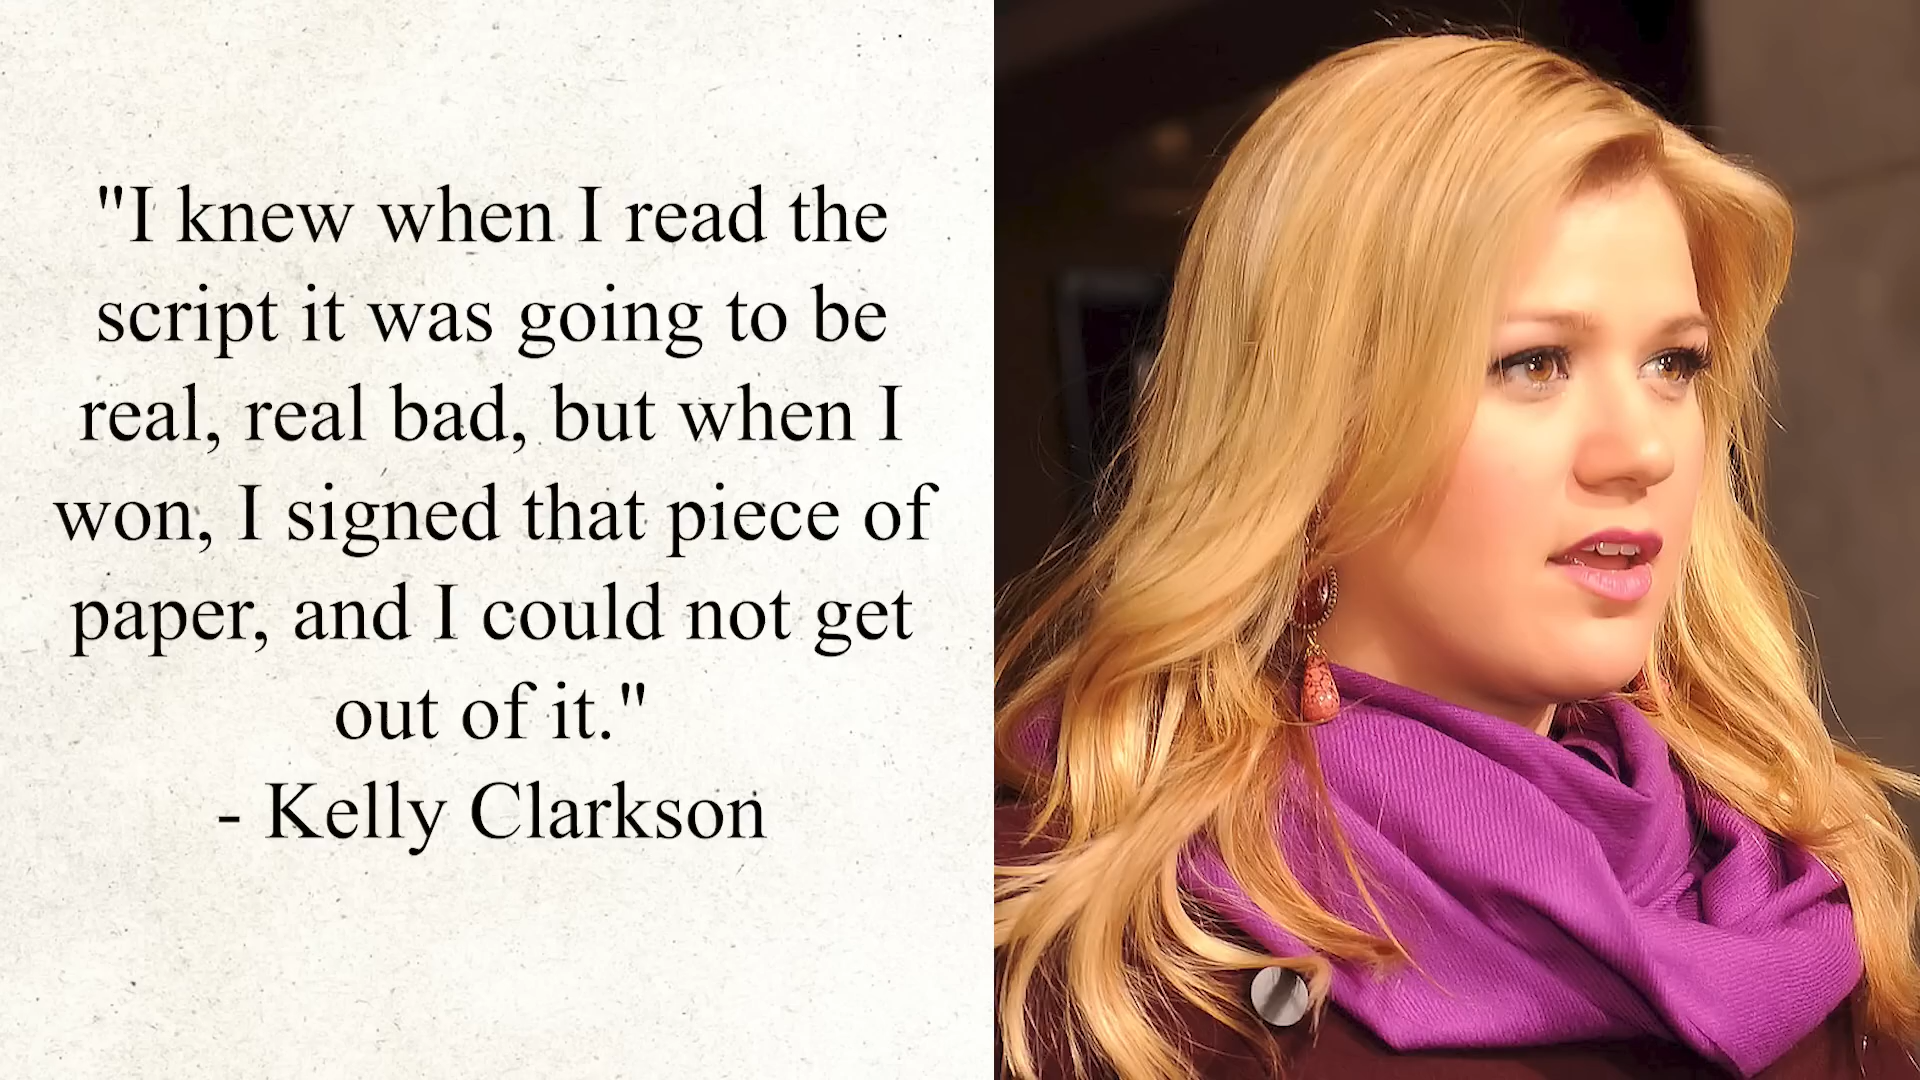 "I knew when I read the
script it was going to be
real, real bad, but when I
won, I signed that piece of
paper, and I could not get
out of it."
- Kelly Clarkson